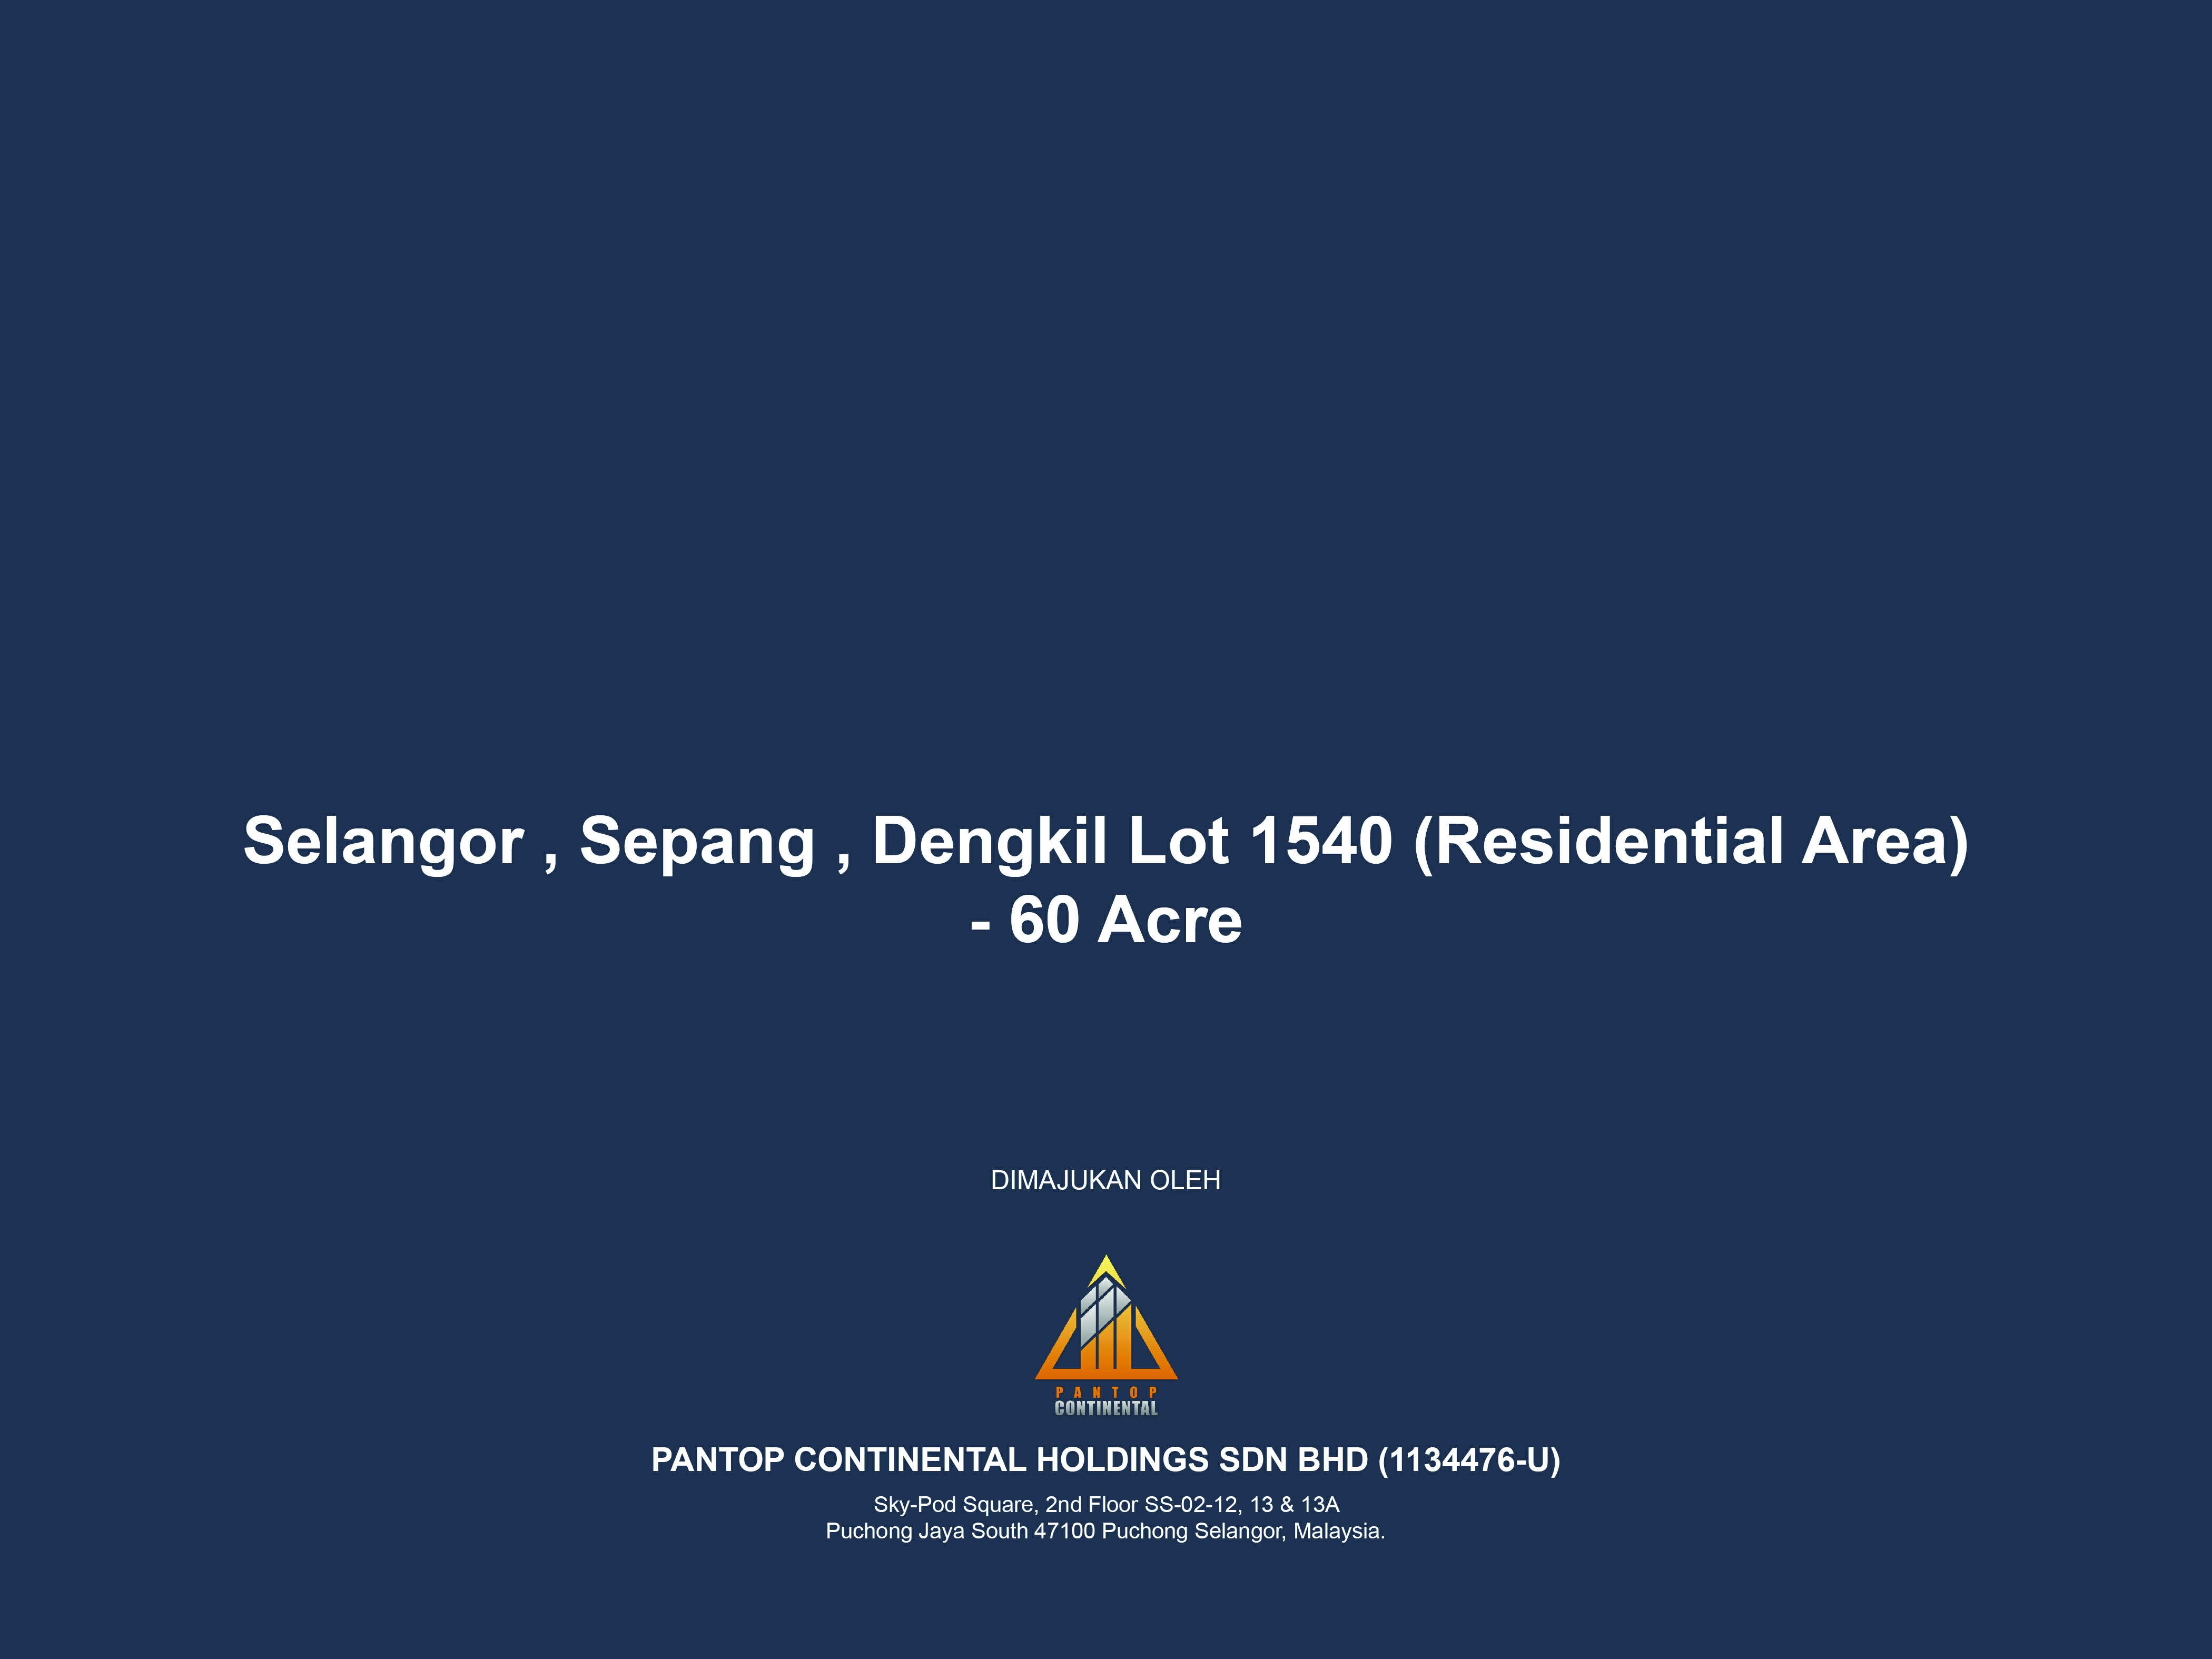 Selangor , Sepang , Dengkil Lot 1540 (Residential Area)
- 60 Acre
DIMAJUKAN OLEH
PANTOP
CONTINENTAL
PANTOP CONTINENTAL HOLDINGS SDN BHD (1134476-U)
Sky-Pod Square, 2nd Floor SS-02-12, 13 & 13A
Puchong Jaya South 47100 Puchong Selangor, Malaysia.